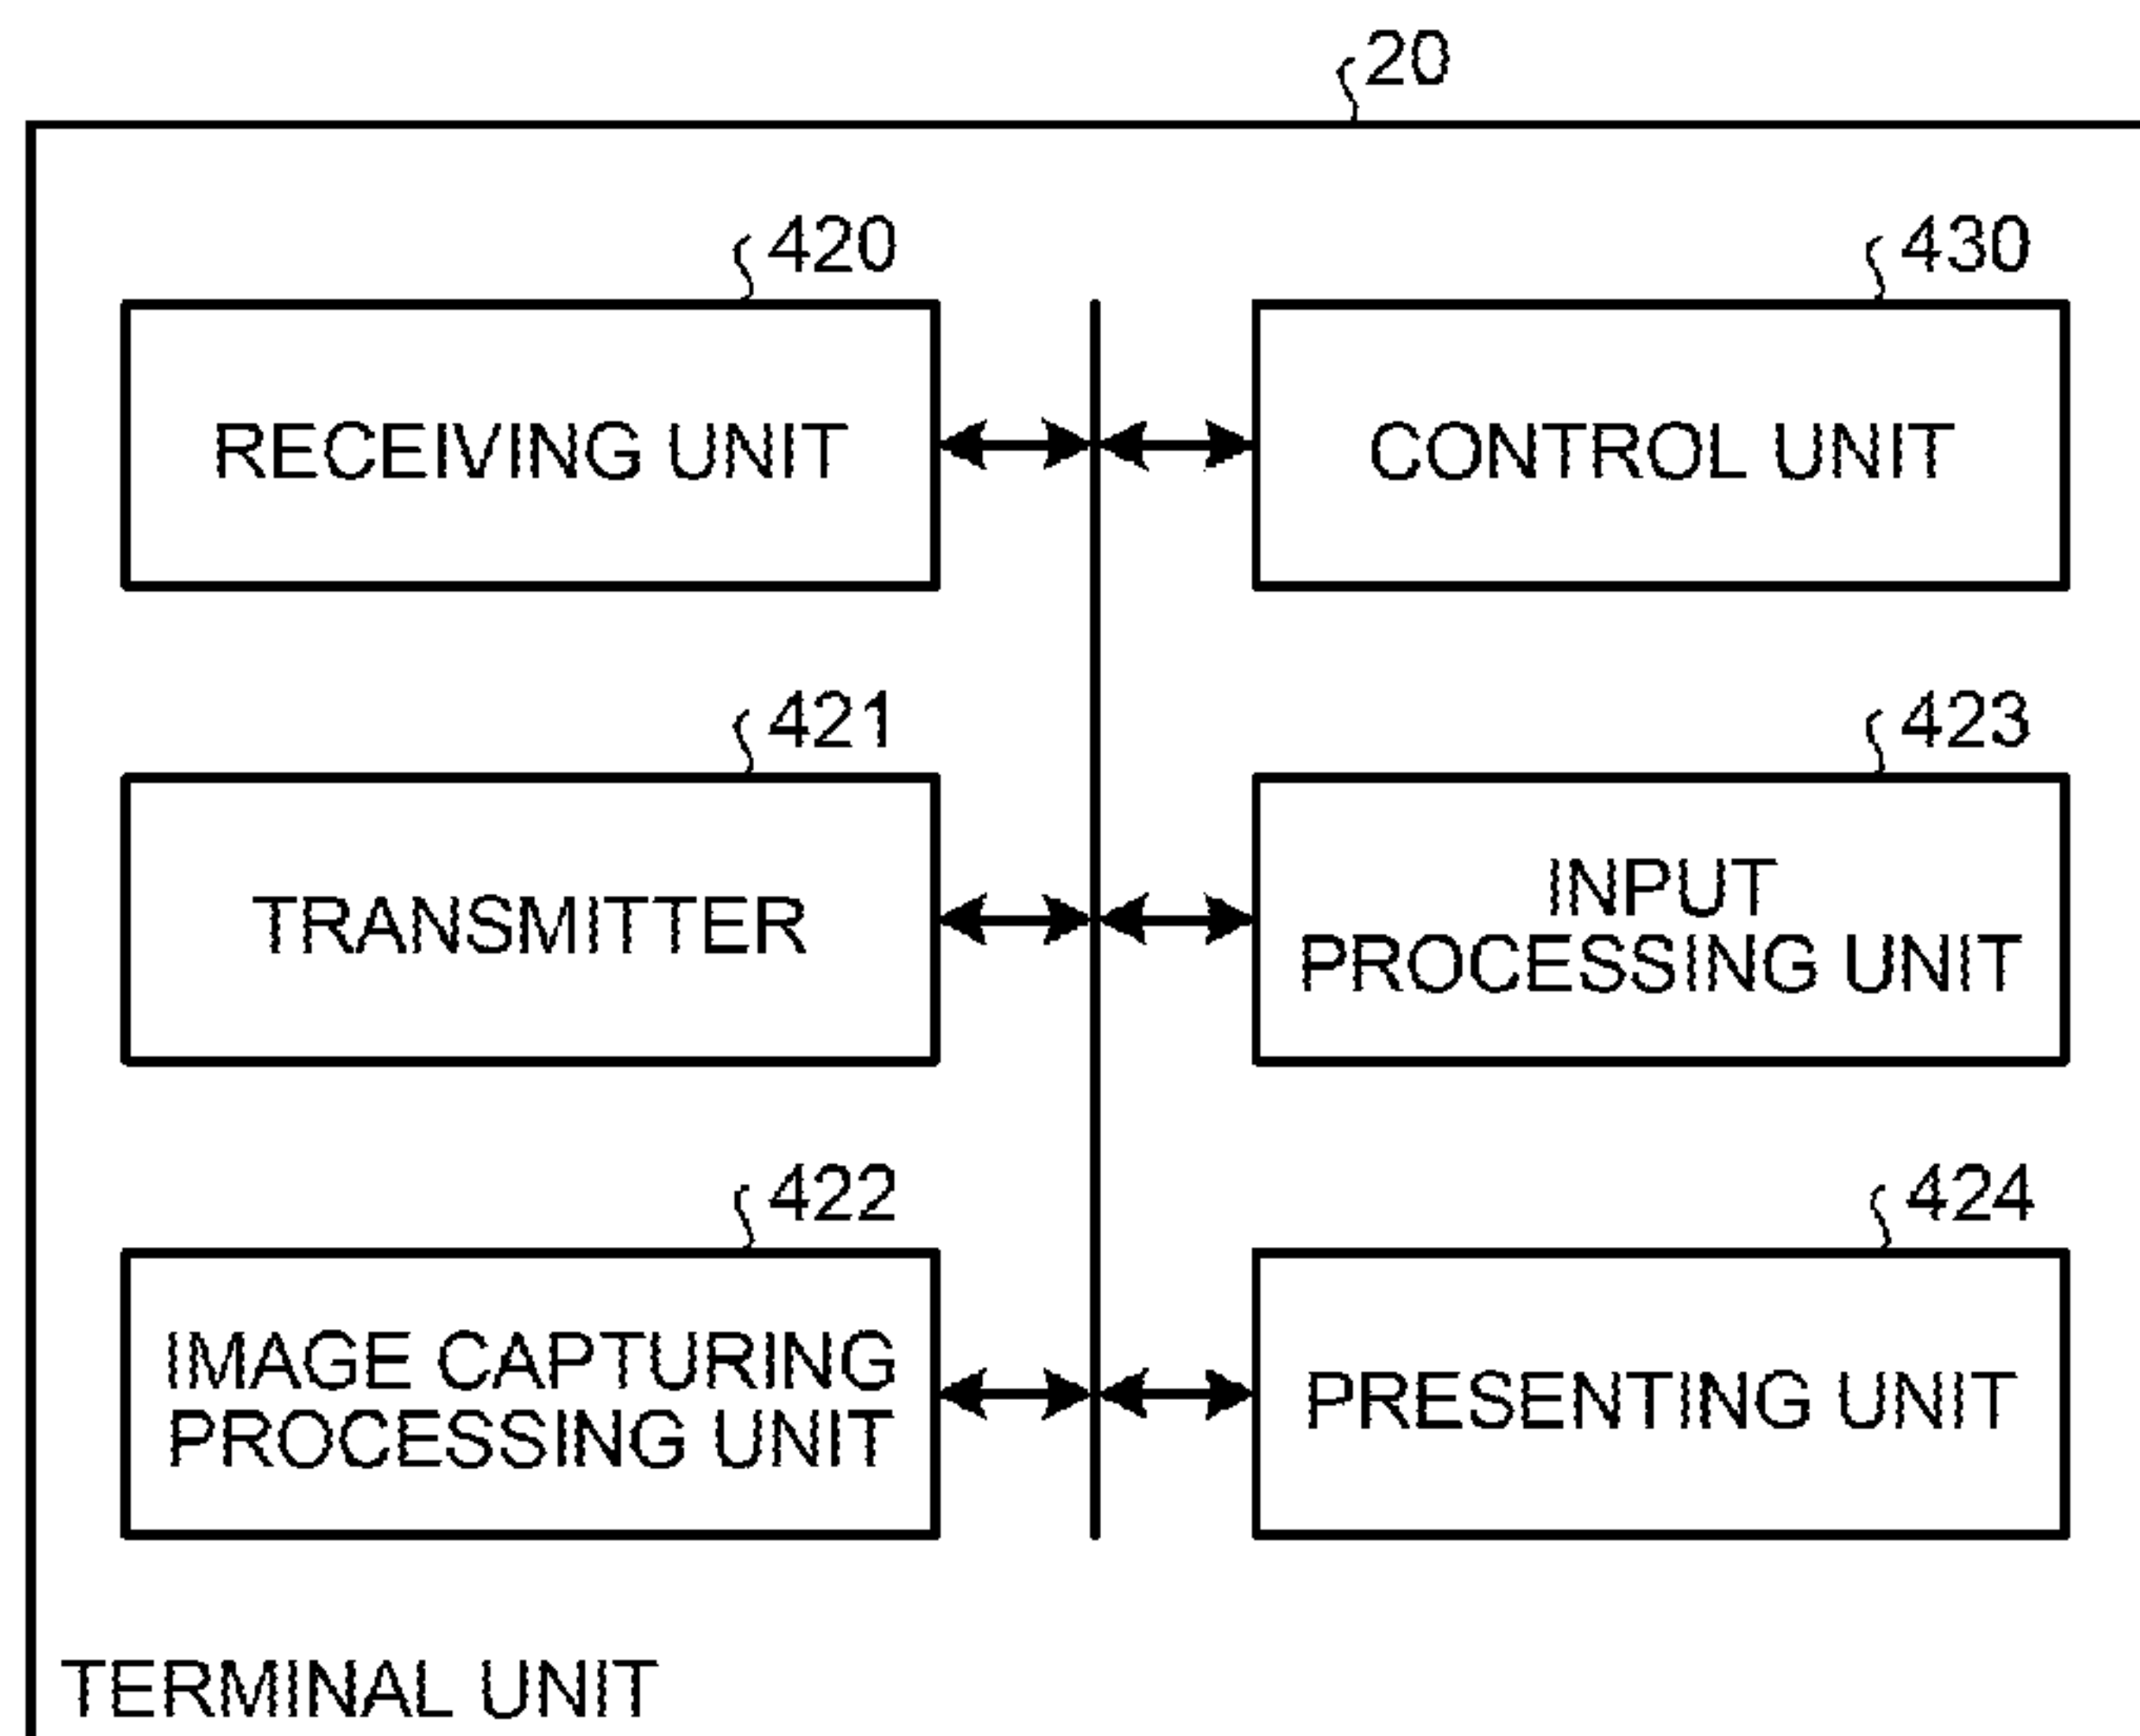 20
420
430
RECEIVING UNIT
CONTROL UNIT
421
423
TRANSMITTER
INPUT
PROCESSING UNIT
422
424
IMAGE CAPTURING
PROCESSING UNIT
PRESENTING UNIT
TERMINAL UNIT